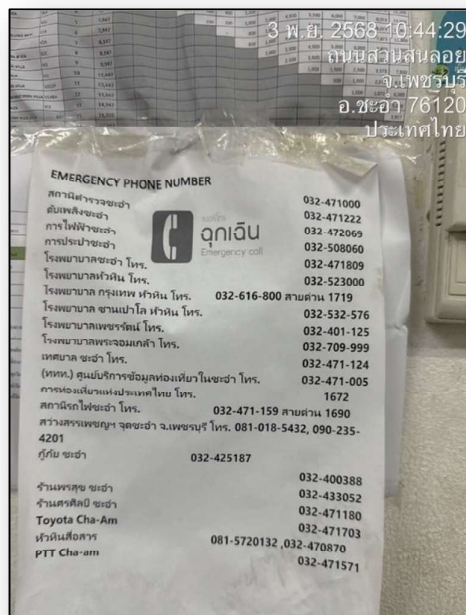 3 พ.ย. 2568 10:44:29
ถนนสวนสนลอย
จ.เพชรบุรี
อ.ชะอำ 76120
ประเทศไทย
EMERGENCY PHONE NUMBER
เบอร์โทร
ฉุกเฉิน
Emergency call
สถานีตำรวจชะอำ 032-471000
ดับเพลิงชะอำ 032-471222
การไฟฟ้าชะอำ 032-472069
การประปาชะอำ 032-508060
โรงพยาบาลชะอำ โทร. 032-471809
โรงพยาบาลหัวหิน โทร. 032-523000
โรงพยาบาล กรุงเทพ หัวหิน โทร. 032-616-800 สายด่วน 1719
โรงพยาบาล ซานเปาโล หัวหิน โทร. 032-532-576
โรงพยาบาลเพชรรัตน์ โทร. 032-401-125
โรงพยาบาลพระจอมเกล้า โทร. 032-709-999
เทศบาล ชะอำ โทร. 032-471-124
(ททท.) ศูนย์บริการข้อมูลท่องเที่ยวในชะอำ โทร. 032-471-005
การท่องเที่ยวแห่งประเทศไทย โทร. 1672
สถานีรถไฟชะอำ โทร. 032-471-159 สายด่วน 1690
สว่างสรรเพชญฯ จุดชะอำ จ.เพชรบุรี โทร. 081-018-5432, 090-235-
4201
กู้ภัย ชะอำ 032-425187
ร้านพรสุข ชะอำ 032-400388
ร้านศรศิลป์ ชะอำ 032-433052
Toyota Cha-Am 032-471180
หัวหินสื่อสาร 032-471703
PTT Cha-am 081-5720132 ,032-470870
032-471571